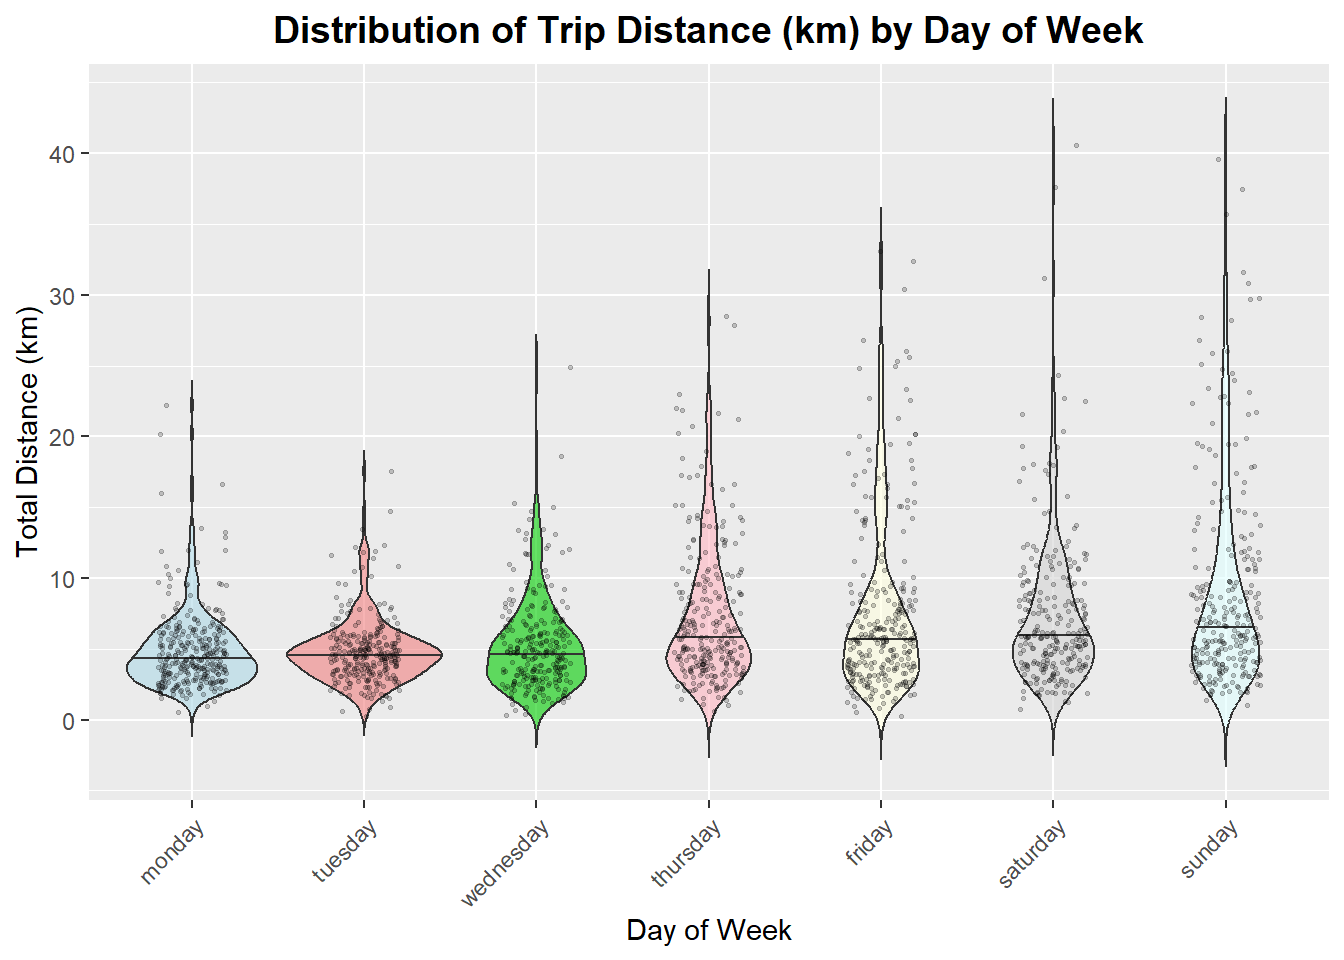 Distribution of Trip Distance (km) by Day of Week
Total Distance (km)
40
30
20
10
0
monday
tuesday
wednesday
thursday
friday
saturday
sunday
Day of Week